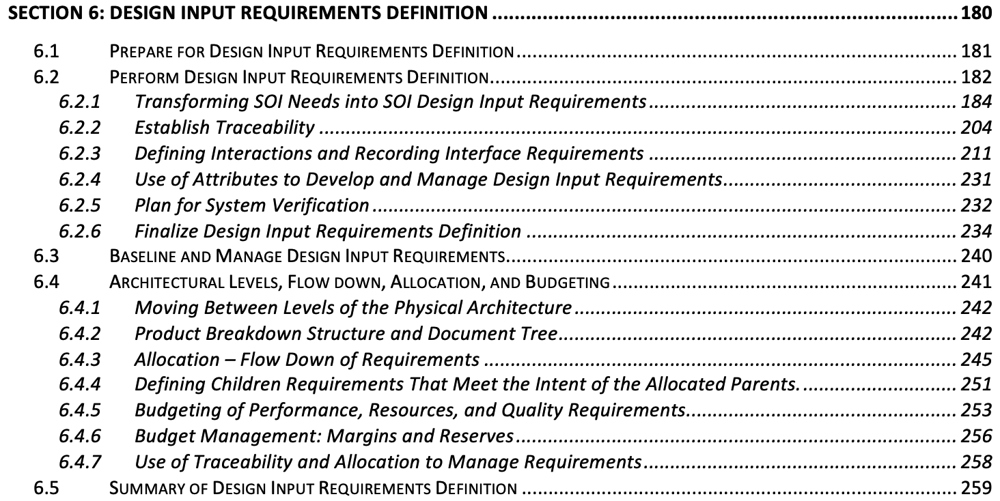 SECTION 6: DESIGN INPUT REQUIREMENTS DEFINITION ........ 180
6.1 PREPARE FOR DESIGN INPUT REQUIREMENTS DEFINITION ........ 181
6.2 PERFORM DESIGN INPUT REQUIREMENTS DEFINITION ........ 182
6.2.1 Transforming SOI Needs into SOI Design Input Requirements ........ 184
6.2.2 Establish Traceability ........ 204
6.2.3 Defining Interactions and Recording Interface Requirements ........ 211
6.2.4 Use of Attributes to Develop and Manage Design Input Requirements ........ 231
6.2.5 Plan for System Verification ........ 232
6.2.6 Finalize Design Input Requirements Definition ........ 234
6.3 BASELINE AND MANAGE DESIGN INPUT REQUIREMENTS ........ 240
6.4 ARCHITECTURAL LEVELS, FLOW DOWN, ALLOCATION, AND BUDGETING ........ 241
6.4.1 Moving Between Levels of the Physical Architecture ........ 242
6.4.2 Product Breakdown Structure and Document Tree ........ 242
6.4.3 Allocation – Flow Down of Requirements ........ 245
6.4.4 Defining Children Requirements That Meet the Intent of the Allocated Parents. ........ 251
6.4.5 Budgeting of Performance, Resources, and Quality Requirements ........ 253
6.4.6 Budget Management: Margins and Reserves ........ 256
6.4.7 Use of Traceability and Allocation to Manage Requirements ........ 258
6.5 SUMMARY OF DESIGN INPUT REQUIREMENTS DEFINITION ........ 259